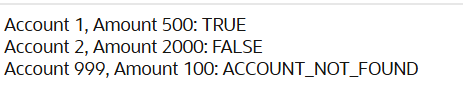 Account 1, Amount 500: TRUE
Account 2, Amount 2000: FALSE
Account 999, Amount 100: ACCOUNT_NOT_FOUND